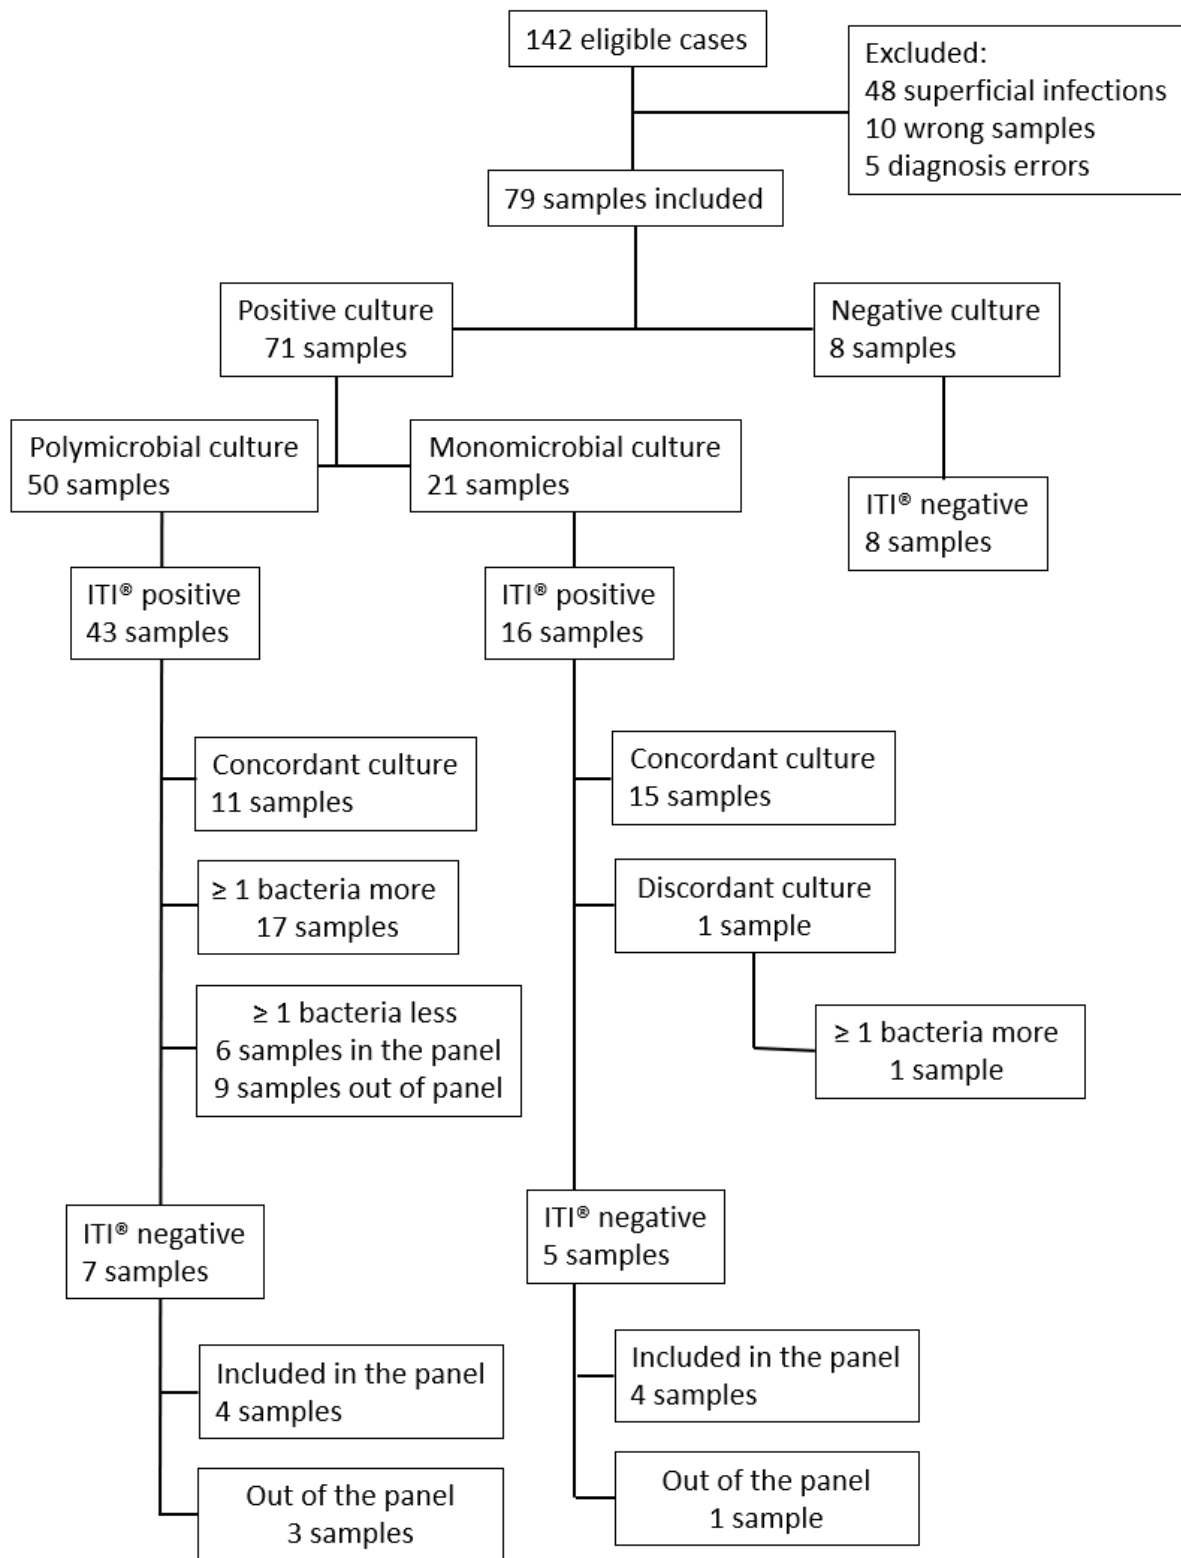 142 eligible cases
Excluded:
48 superficial infections
10 wrong samples
5 diagnosis errors
79 samples included
Positive culture
71 samples
Negative culture
8 samples
Polymicrobial culture
50 samples
Monomicrobial culture
21 samples
ITI® negative
8 samples
ITI® positive
43 samples
ITI® positive
16 samples
Concordant culture
11 samples
Concordant culture
15 samples
≥ 1 bacteria more
17 samples
Discordant culture
1 sample
≥ 1 bacteria less
6 samples in the panel
9 samples out of panel
≥ 1 bacteria more
1 sample
ITI® negative
7 samples
ITI® negative
5 samples
Included in the panel
4 samples
Included in the panel
4 samples
Out of the panel
3 samples
Out of the panel
1 sample